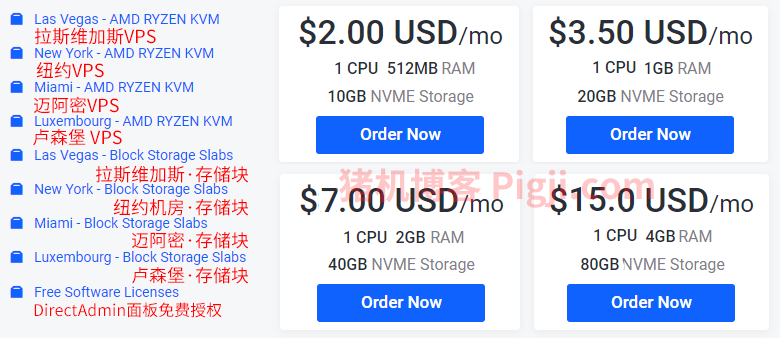 Las Vegas - AMD RYZEN KVM
拉斯维加斯VPS
New York - AMD RYZEN KVM
纽约VPS
Miami - AMD RYZEN KVM
迈阿密VPS
Luxembourg - AMD RYZEN KVM
卢森堡 VPS
Las Vegas - Block Storage Slabs
拉斯维加斯·存储块
New York - Block Storage Slabs
纽约机房·存储块
Miami - Block Storage Slabs
迈阿密·存储块
Luxembourg - Block Storage Slabs
卢森堡·存储块
Free Software Licenses
DirectAdmin面板免费授权
$2.00 USD/mo
1 CPU 512MB RAM
10GB NVME Storage
Order Now
$3.50 USD/mo
1 CPU 1GB RAM
20GB NVME Storage
Order Now
猪机博客 Pigji.com
$7.00 USD/mo
1 CPU 2GB RAM
40GB NVME Storage
Order Now
$15.0 USD/mo
1 CPU 4GB RAM
80GB NVME Storage
Order Now